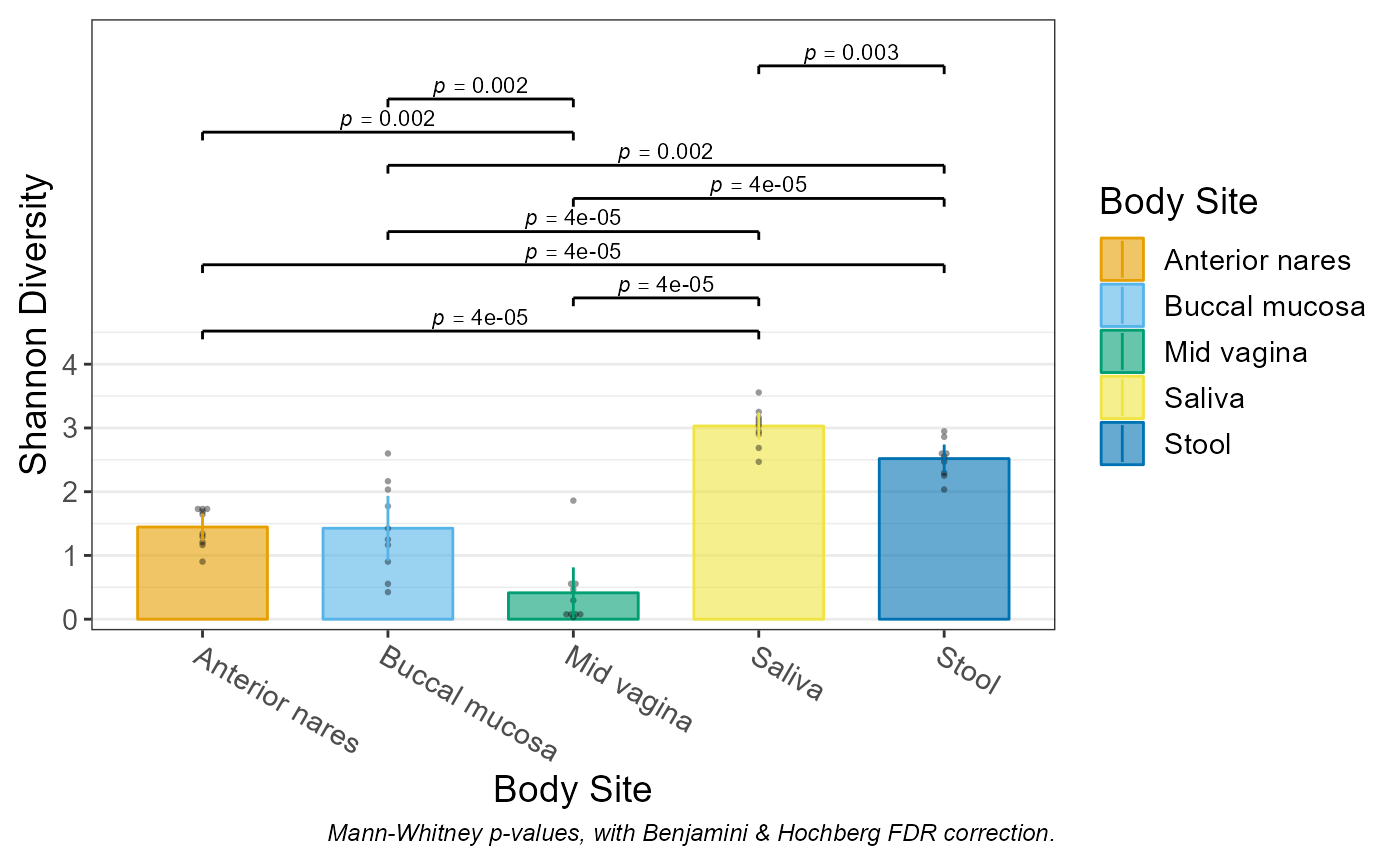 p = 0.003
p = 0.002
p = 0.002
p = 0.002
p = 4e-05
p = 4e-05
p = 4e-05
p = 4e-05
p = 4e-05
Shannon Diversity
4
3
2
1
0
Anterior nares
Buccal mucosa
Mid vagina
Saliva
Stool
Body Site
Mann-Whitney p-values, with Benjamini & Hochberg FDR correction.
Body Site
Anterior nares
Buccal mucosa
Mid vagina
Saliva
Stool